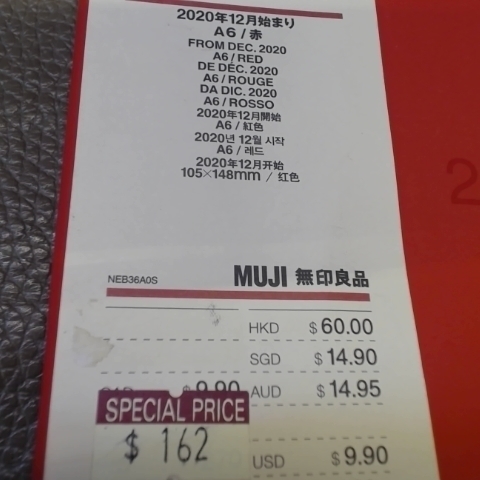 2020年12月始まり
A6/赤
FROM DEC. 2020
A6/RED
DE DÉC. 2020
A6/ROUGE
DA DIC. 2020
A6/ROSSO
2020年12月開始
A6/紅色
2020년 12월 시작
A6/레드
2020年12月开始
105×148mm / 红色
NEB36A0S
MUJI 無印良品
HKD $60.00
SGD $14.90
$9.90 AUD $14.95
SPECIAL PRICE
$ 162
USD $9.90
2